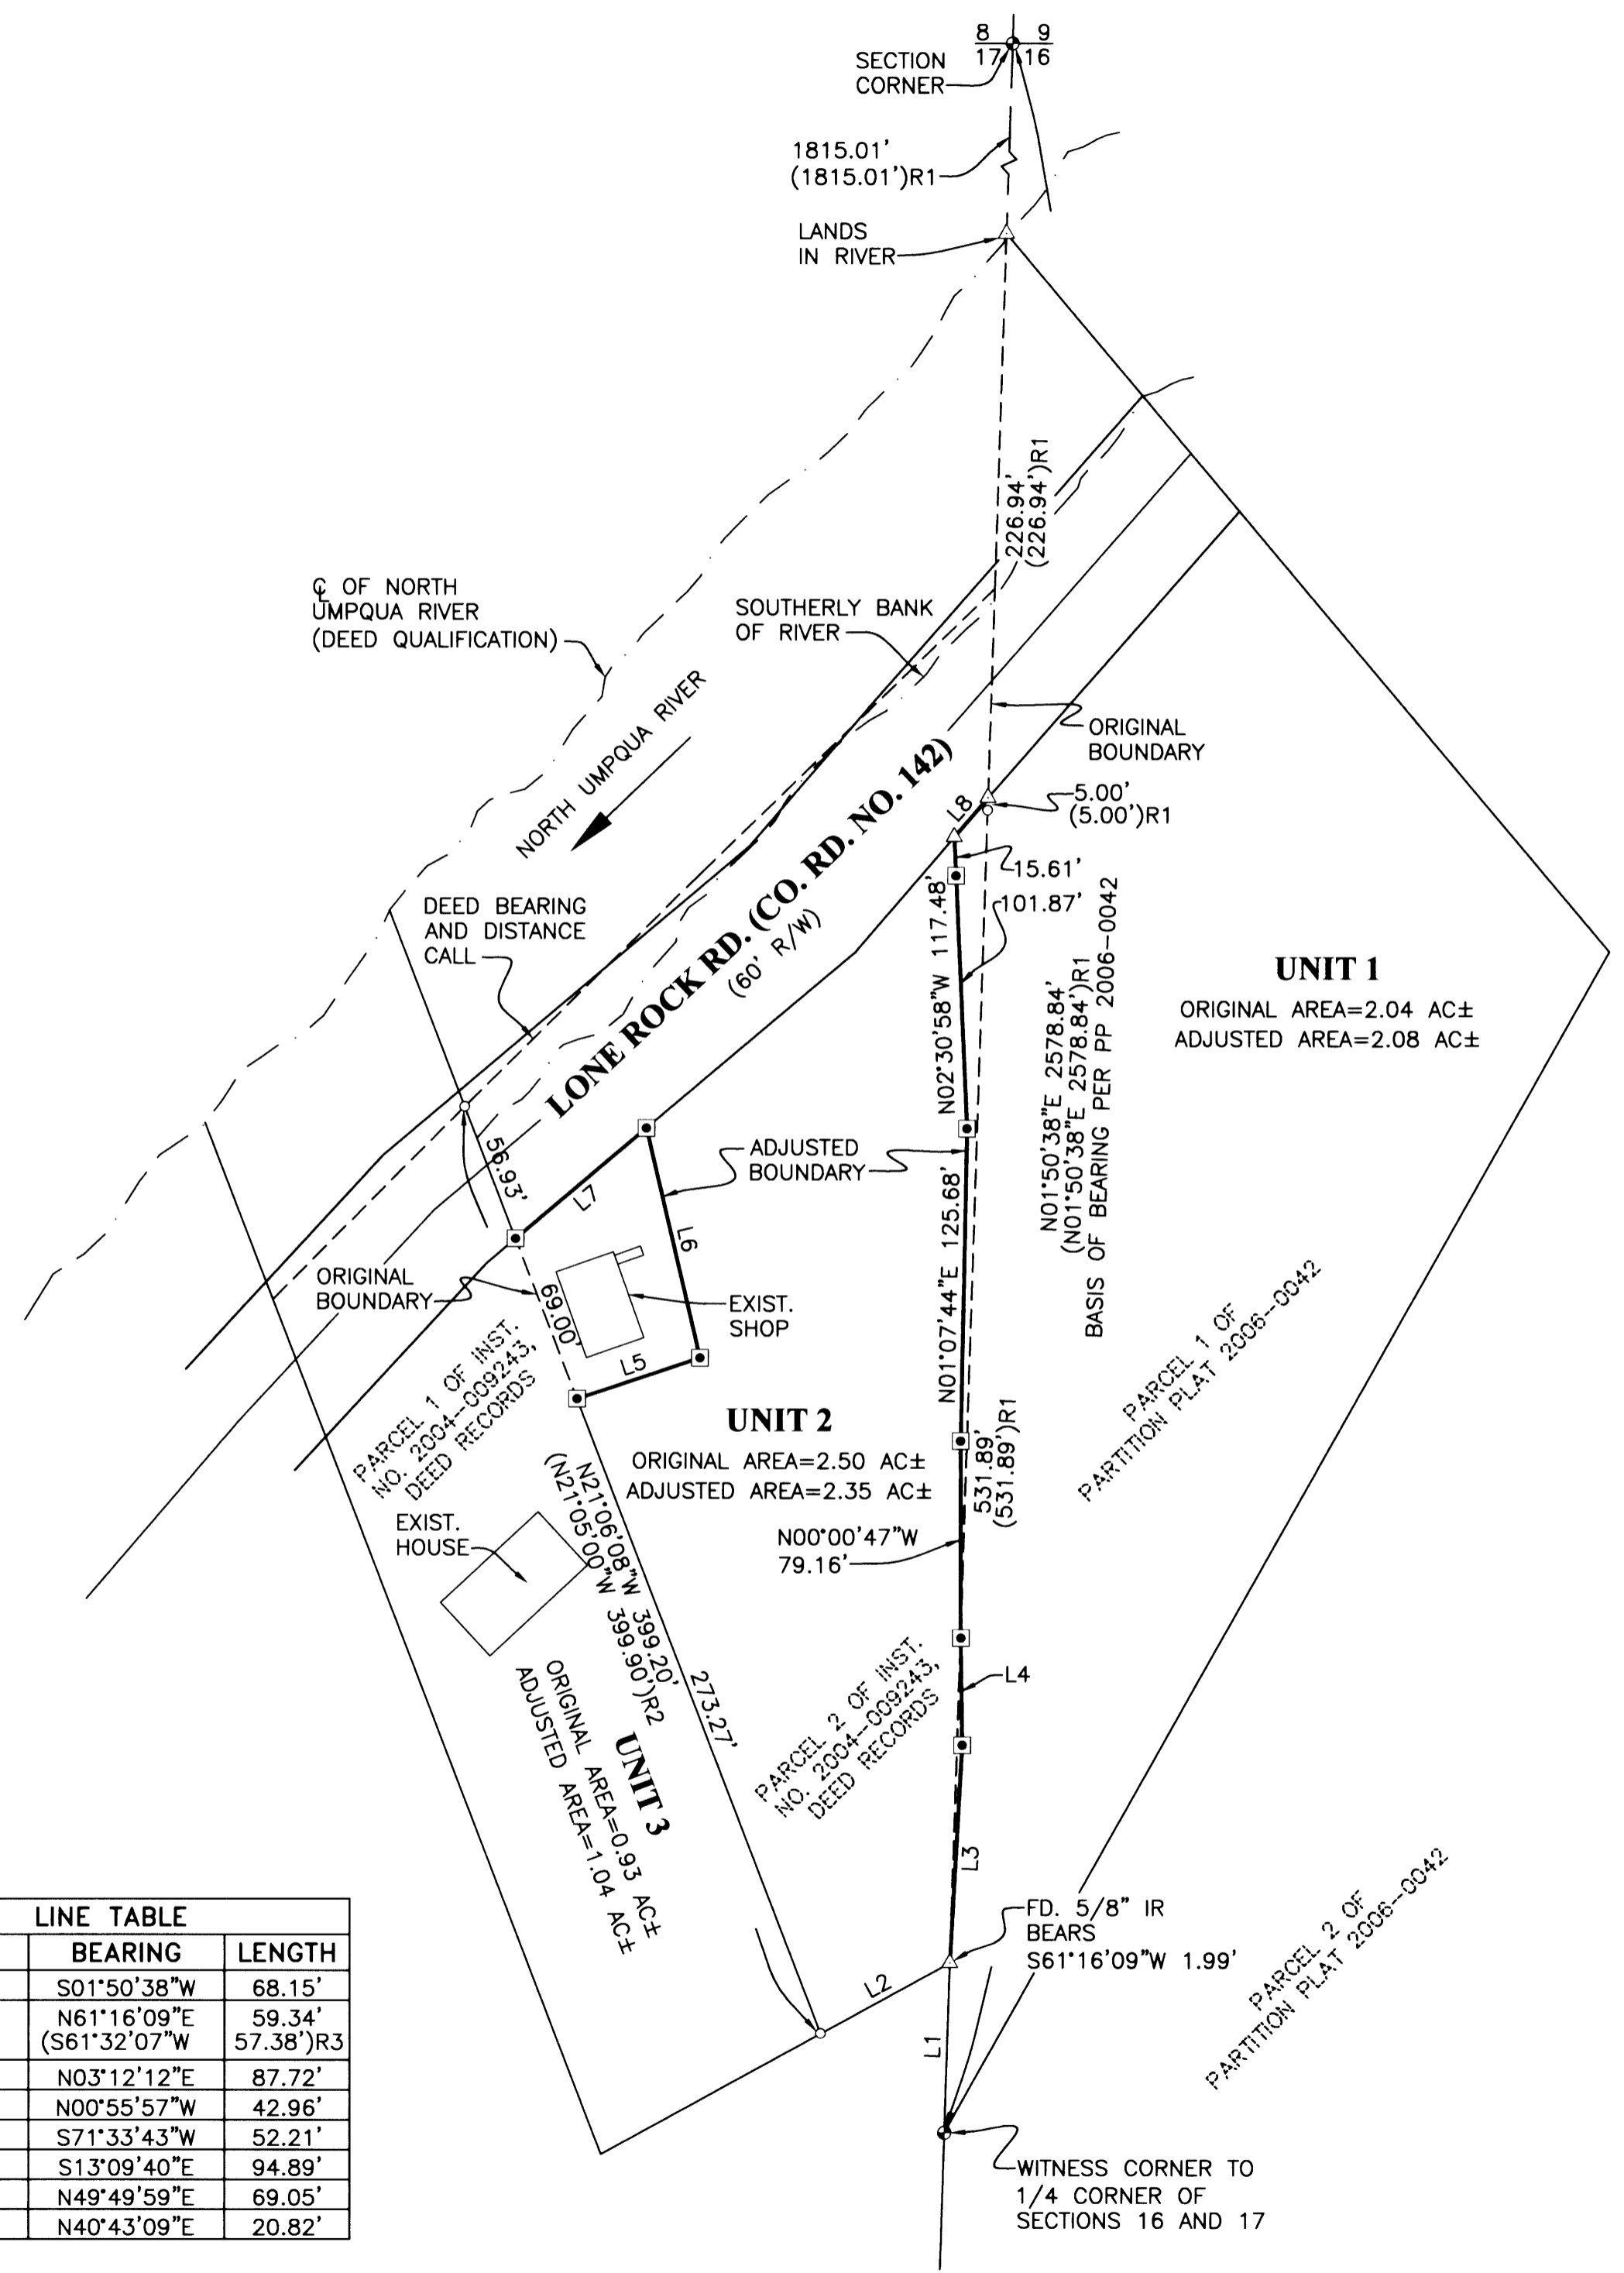 8 9
17 16
SECTION
CORNER
1815.01'
(1815.01')R1
LANDS
IN RIVER
226.94'
(226.94')R1
℄ OF NORTH
UMPQUA RIVER
(DEED QUALIFICATION)
SOUTHERLY BANK
OF RIVER
NORTH UMPQUA RIVER
ORIGINAL
BOUNDARY
L8
5.00'
(5.00')R1
LONE ROCK RD. (CO. RD. NO. 142)
(60' R/W)
15.61'
101.87'
N02°30'58"W 117.48'
DEED BEARING
AND DISTANCE
CALL
UNIT 1
ORIGINAL AREA=2.04 AC±
ADJUSTED AREA=2.08 AC±
N01°50'38"E 2578.84'
(N01°50'38"E 2578.84')R1
BASIS OF BEARING PER PP 2006-0042
56.93'
L7
ADJUSTED
BOUNDARY
L6
N01°07'44"E 125.68'
ORIGINAL
BOUNDARY
69.00'
EXIST.
SHOP
L5
PARCEL 1 OF INST.
NO. 2004-009243,
DEED RECORDS
PARCEL 1 OF
PARTITION PLAT 2006-0042
UNIT 2
ORIGINAL AREA=2.50 AC±
ADJUSTED AREA=2.35 AC±
531.89'
(531.89')R1
N00°00'47"W
79.16'
EXIST.
HOUSE
N21°06'08"W 399.20'
(N21°05'00"W 399.90')R2
273.27'
L4
PARCEL 2 OF INST.
NO. 2004-009243,
DEED RECORDS
UNIT 3
ORIGINAL AREA=0.93 AC±
ADJUSTED AREA=1.04 AC±
L3
FD. 5/8" IR
BEARS
S61°16'09"W 1.99'
PARCEL 2 OF
PARTITION PLAT 2006-0042
L2
L1
WITNESS CORNER TO
1/4 CORNER OF
SECTIONS 16 AND 17
LINE TABLE
BEARING LENGTH
S01°50'38"W 68.15'
N61°16'09"E 59.34'
(S61°32'07"W 57.38')R3
N03°12'12"E 87.72'
N00°55'57"W 42.96'
S71°33'43"W 52.21'
S13°09'40"E 94.89'
N49°49'59"E 69.05'
N40°43'09"E 20.82'